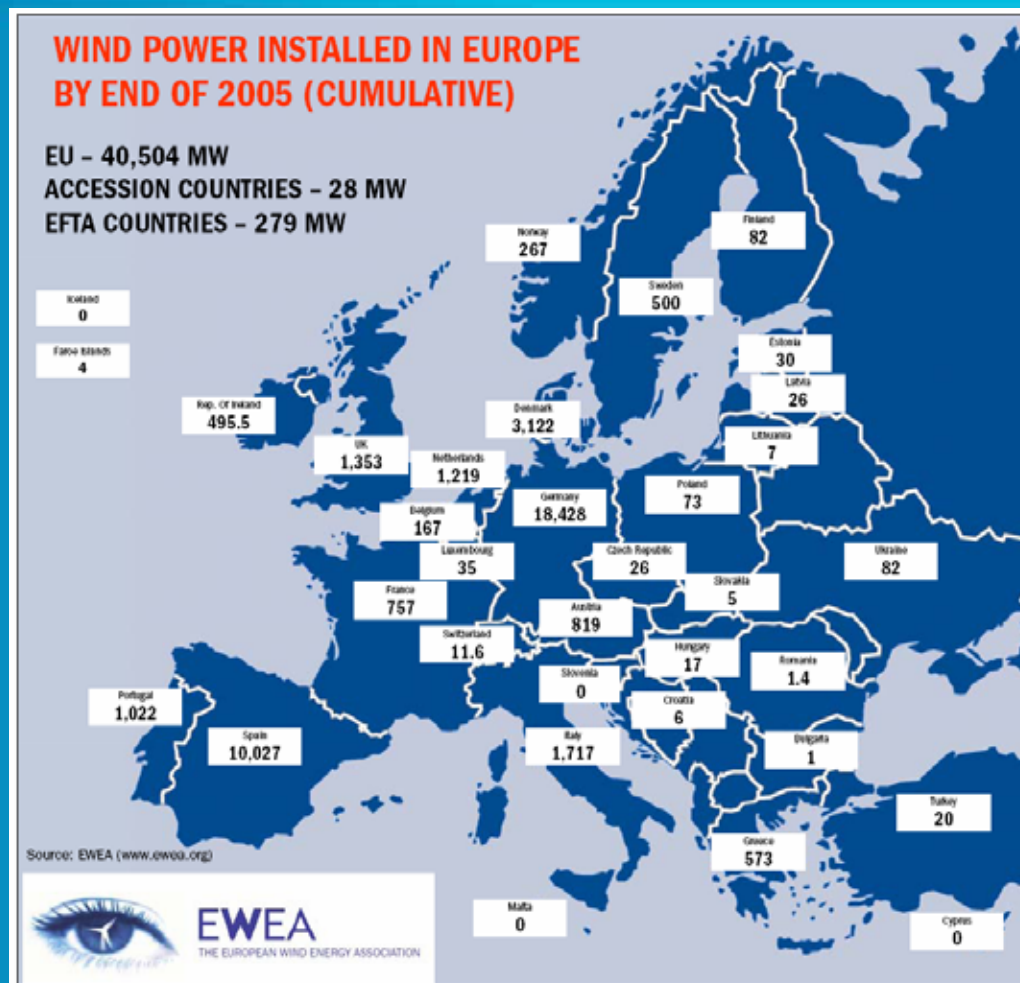 WIND POWER INSTALLED IN EUROPE
BY END OF 2005 (CUMULATIVE)
EU – 40,504 MW
ACCESSION COUNTRIES – 28 MW
EFTA COUNTRIES – 279 MW
Norway
267
Finland
82
Iceland
0
Sweden
500
Faroe Islands
4
Estonia
30
Latvia
26
Rep. Of Ireland
495.5
Denmark
3,122
Lithuania
7
UK
1,353
Netherlands
1,219
Poland
73
Germany
18,428
Belgium
167
Luxembourg
35
Czech Republic
26
Ukraine
82
Slovakia
5
France
757
Austria
819
Switzerland
11.6
Hungary
17
Romania
1.4
Slovenia
0
Croatia
6
Portugal
1,022
Spain
10,027
Italy
1,717
Bulgaria
1
Turkey
20
Greece
573
Source: EWEA (www.ewea.org)
Malta
0
Cyprus
0
EWEA
THE EUROPEAN WIND ENERGY ASSOCIATION